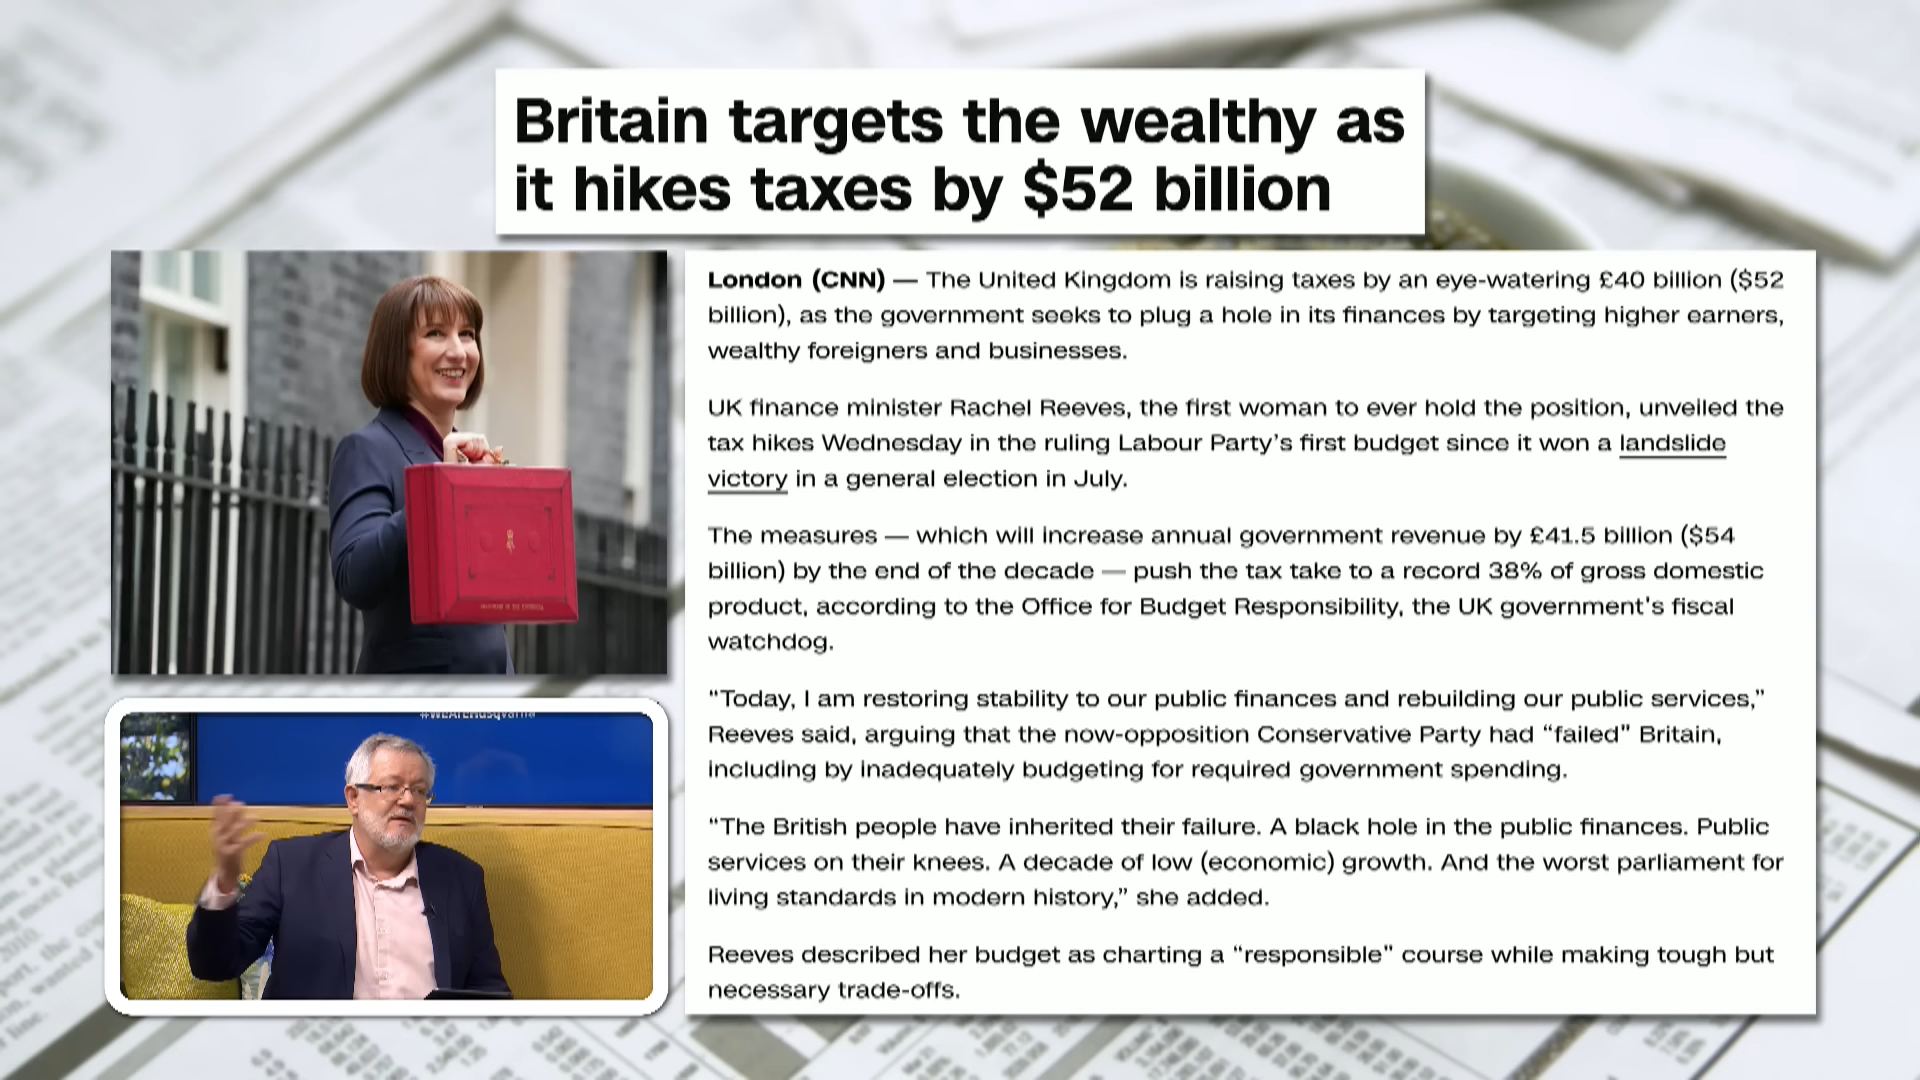 Britain targets the wealthy as
it hikes taxes by $52 billion
London (CNN) — The United Kingdom is raising taxes by an eye-watering £40 billion ($52
billion), as the government seeks to plug a hole in its finances by targeting higher earners,
wealthy foreigners and businesses.
UK finance minister Rachel Reeves, the first woman to ever hold the position, unveiled the
tax hikes Wednesday in the ruling Labour Party’s first budget since it won a landslide
victory in a general election in July.
The measures — which will increase annual government revenue by £41.5 billion ($54
billion) by the end of the decade — push the tax take to a record 38% of gross domestic
product, according to the Office for Budget Responsibility, the UK government's fiscal
watchdog.
“Today, I am restoring stability to our public finances and rebuilding our public services,”
Reeves said, arguing that the now-opposition Conservative Party had “failed” Britain,
including by inadequately budgeting for required government spending.
“The British people have inherited their failure. A black hole in the public finances. Public
services on their knees. A decade of low (economic) growth. And the worst parliament for
living standards in modern history,” she added.
Reeves described her budget as charting a “responsible” course while making tough but
necessary trade-offs.
#WeAreHusqvarna